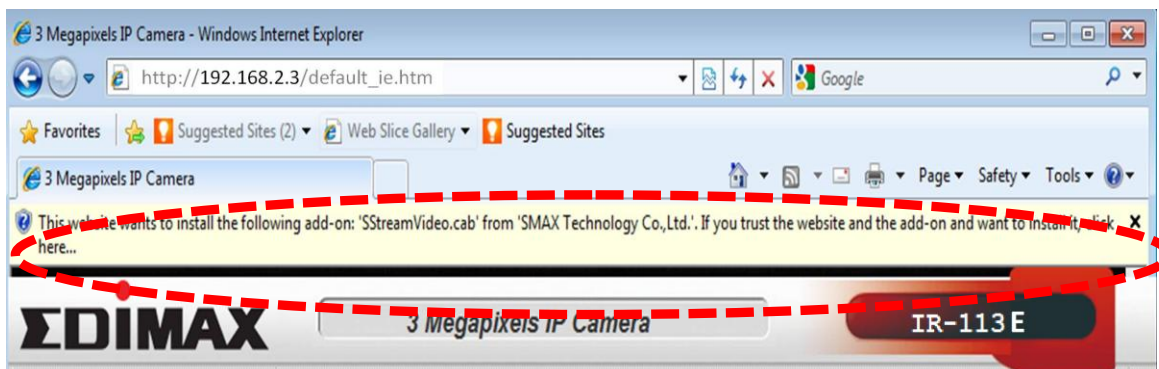 3 Megapixels IP Camera - Windows Internet Explorer
http://192.168.2.3/default_ie.htm
Google
Favorites
Suggested Sites (2)
Web Slice Gallery
Suggested Sites
3 Megapixels IP Camera
Page
Safety
Tools
This website wants to install the following add-on: 'SStreamVideo.cab' from 'SMAX Technology Co.,Ltd.'. If you trust the website and the add-on and want to install it, click
here...
EDIMAX
3 Megapixels IP Camera
IR-113E